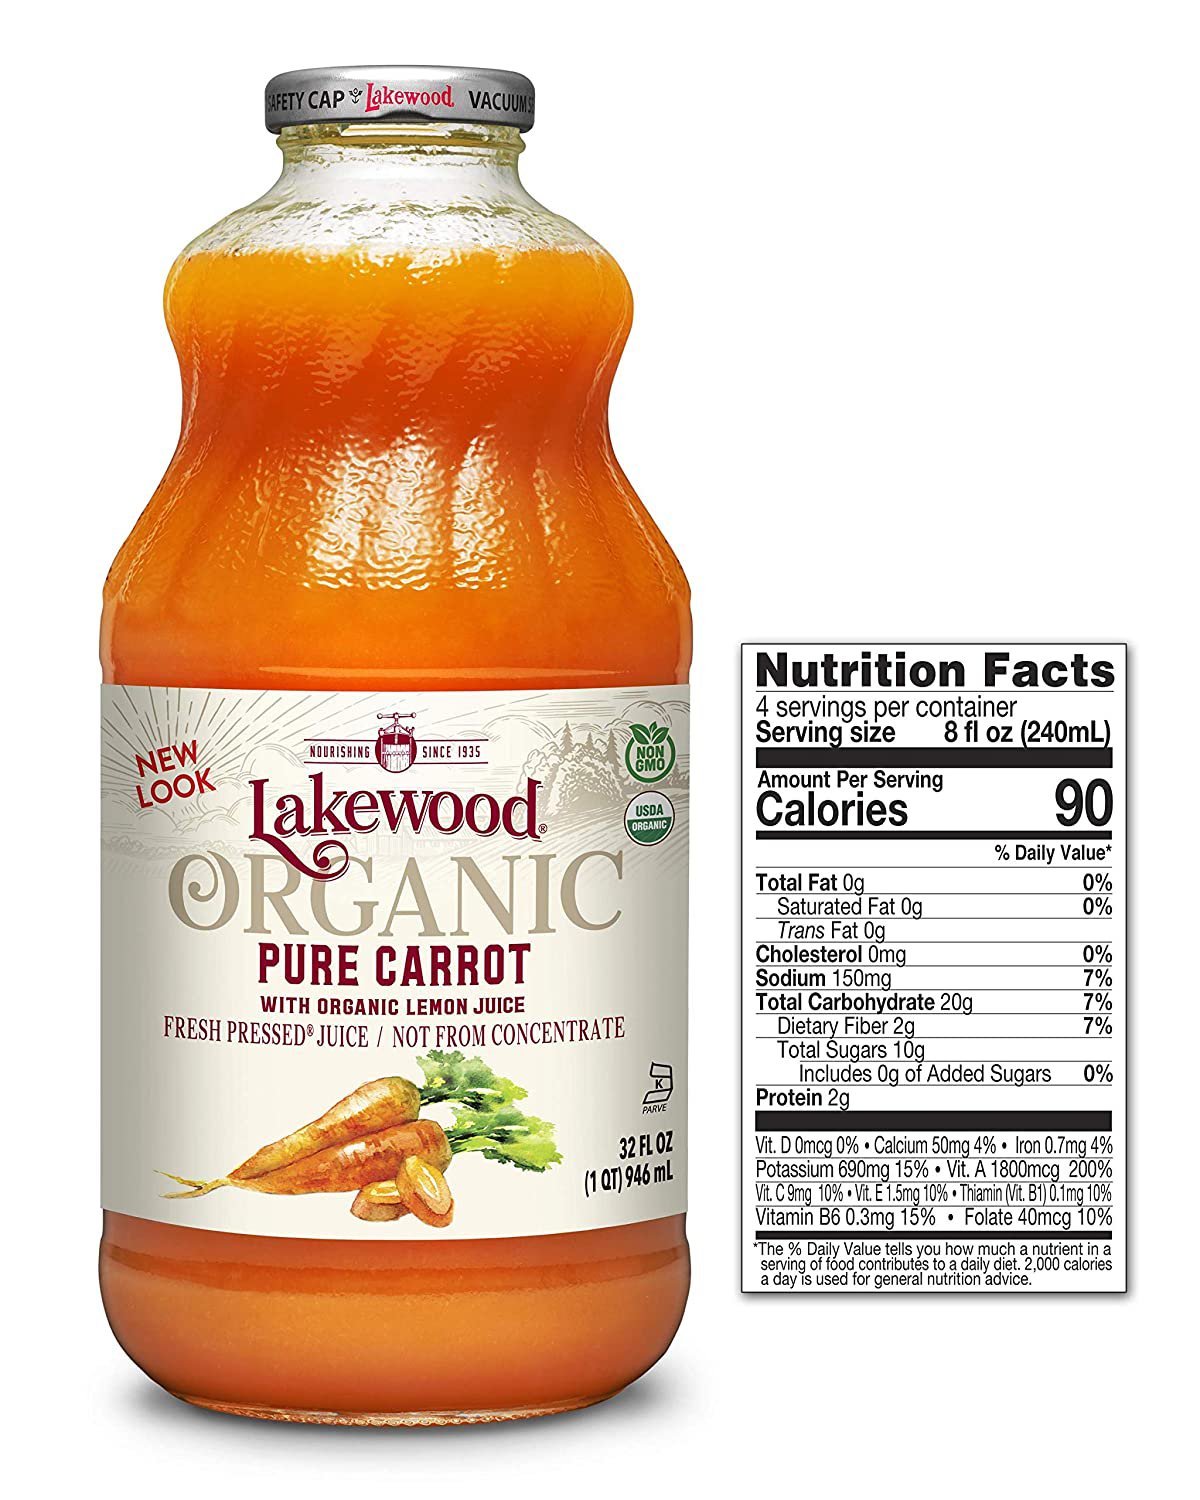 SAFETY CAP Lakewood VACUUM
NEW LOOK
NOURISHING SINCE 1935
Lakewood®
ORGANIC
PURE CARROT
WITH ORGANIC LEMON JUICE
FRESH PRESSED® JUICE / NOT FROM CONCENTRATE
NON GMO
USDA ORGANIC
K
PARVE
32 FL OZ
(1 QT) 946 mL
Nutrition Facts
4 servings per container
Serving size 8 fl oz (240mL)
Amount Per Serving
Calories 90
% Daily Value*
Total Fat 0g 0%
Saturated Fat 0g 0%
Trans Fat 0g
Cholesterol 0mg 0%
Sodium 150mg 7%
Total Carbohydrate 20g 7%
Dietary Fiber 2g 7%
Total Sugars 10g
Includes 0g of Added Sugars 0%
Protein 2g
Vit. D 0mcg 0% • Calcium 50mg 4% • Iron 0.7mg 4%
Potassium 690mg 15% • Vit. A 1800mcg 200%
Vit. C 9mg 10% • Vit. E 1.5mg 10% • Thiamin (Vit. B1) 0.1mg 10%
Vitamin B6 0.3mg 15% • Folate 40mcg 10%
*The % Daily Value tells you how much a nutrient in a
serving of food contributes to a daily diet. 2,000 calories
a day is used for general nutrition advice.